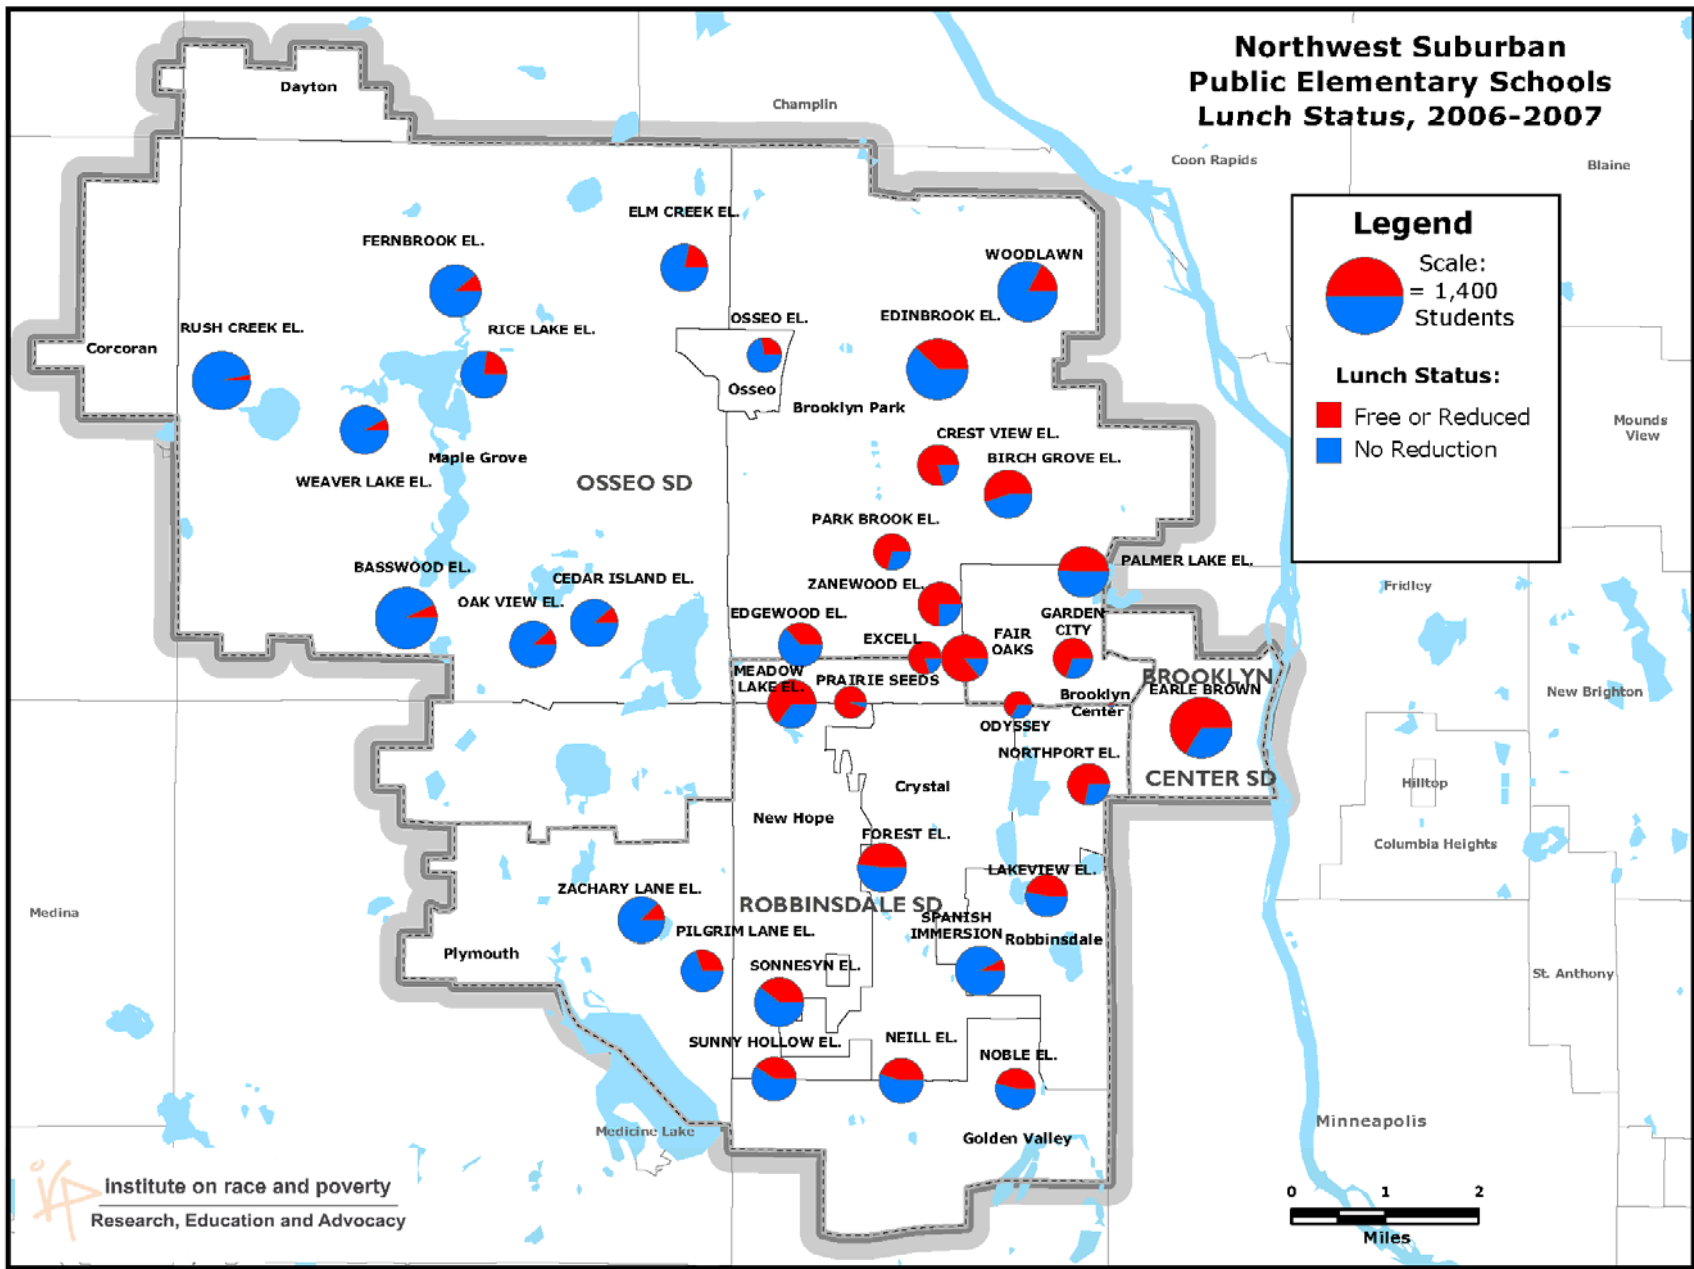 Northwest Suburban
Public Elementary Schools
Lunch Status, 2006-2007
Dayton
Champlin
Coon Rapids
Blaine
Legend
Scale:
= 1,400
Students
Lunch Status:
Free or Reduced
No Reduction
ELM CREEK EL.
FERNBROOK EL.
WOODLAWN
RUSH CREEK EL.
RICE LAKE EL.
OSSEO EL.
EDINBROOK EL.
Corcoran
Osseo
Brooklyn Park
Mounds
View
CREST VIEW EL.
BIRCH GROVE EL.
Maple Grove
WEAVER LAKE EL.
OSSEO SD
PARK BROOK EL.
PALMER LAKE EL.
BASSWOOD EL.
CEDAR ISLAND EL.
ZANEWOOD EL.
Fridley
OAK VIEW EL.
EDGEWOOD EL.
GARDEN
CITY
EXCELL
FAIR
OAKS
MEADOW
LAKE EL.
PRAIRIE SEEDS
BROOKLYN
EARLE BROWN
New Brighton
Brooklyn
Center
ODYSSEY
NORTHPORT EL.
CENTER SD
Hilltop
Crystal
New Hope
FOREST EL.
Columbia Heights
LAKEVIEW EL.
ZACHARY LANE EL.
ROBBINSDALE SD
Medina
SPANISH
IMMERSION
PILGRIM LANE EL.
Robbinsdale
Plymouth
SONNESYN EL.
St. Anthony
SUNNY HOLLOW EL.
NEILL EL.
NOBLE EL.
Medicine Lake
Golden Valley
Minneapolis
institute on race and poverty
Research, Education and Advocacy
0 1 2
Miles